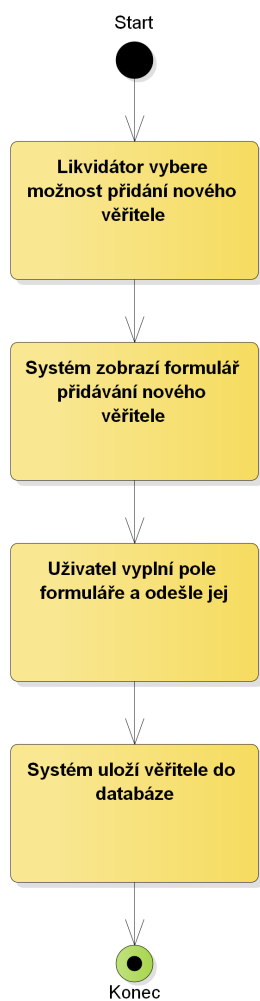 Start
Likvidátor vybere
možnost přidání nového
věřitele
Systém zobrazí formulář
přidávání nového
věřitele
Uživatel vyplní pole
formuláře a odešle jej
Systém uloží věřitele do
databáze
Konec